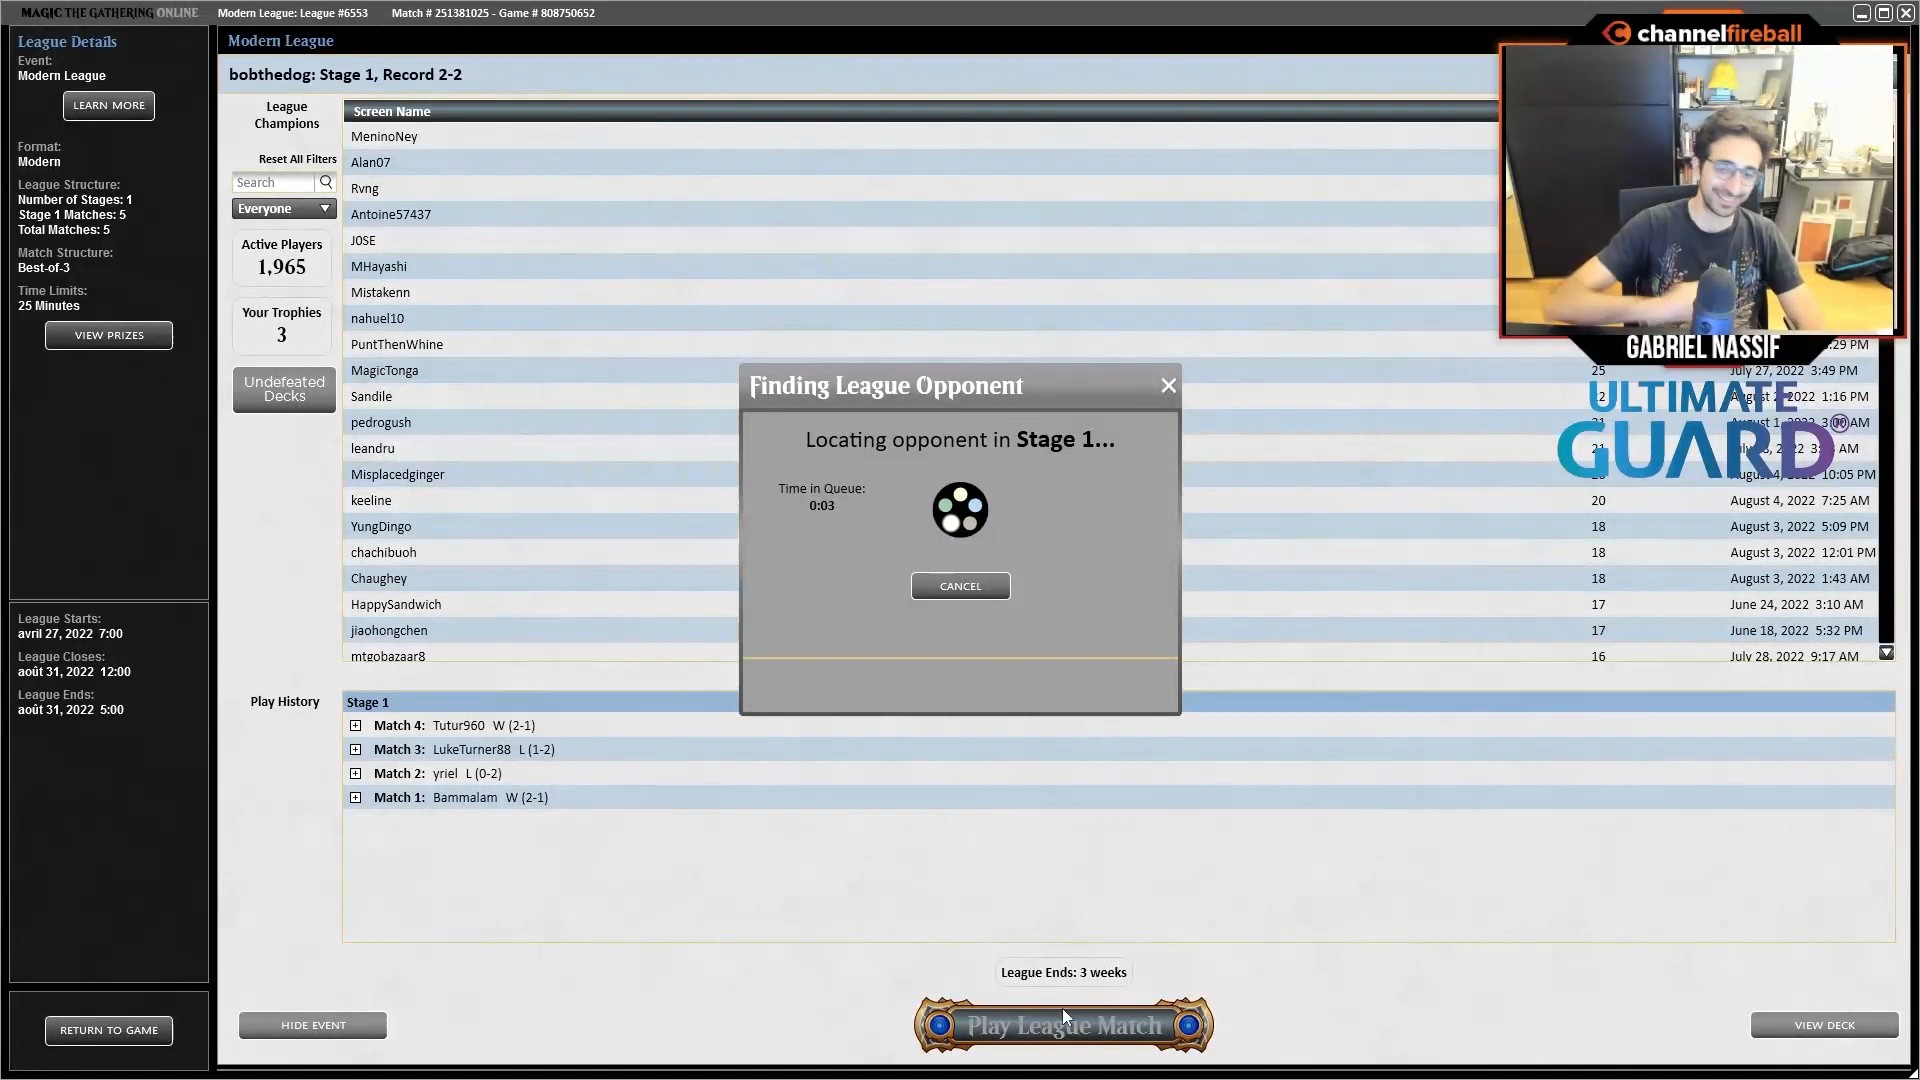 MAGIC THE GATHERING ONLINE
Modern League: League #6553 Match # 251381025 - Game # 808750652
League Details
Event:
Modern League
LEARN MORE
Format:
Modern
League Structure:
Number of Stages: 1
Stage 1 Matches: 5
Total Matches: 5
Match Structure:
Best-of-3
Time Limits:
25 Minutes
VIEW PRIZES
League Starts:
avril 27, 2022 7:00
League Closes:
août 31, 2022 12:00
League Ends:
août 31, 2022 5:00
RETURN TO GAME
Modern League
bobthedog: Stage 1, Record 2-2
League
Champions
Reset All Filters
Search
Everyone
Active Players
1,965
Your Trophies
3
Undefeated
Decks
Screen Name
MeninoNey
Alan07
Rvng
Antoine57437
J0SE
MHayashi
Mistakenn
nahuel10
PuntThenWhine :29 PM
MagicTonga 25 July 27, 2022 3:49 PM
Sandile 2022 1:16 PM
pedrogush 2022
leandru
Misplacedginger 10:05 PM
keeline 20 August 4, 2022 7:25 AM
YungDingo 18 August 3, 2022 5:09 PM
chachibuoh 18 August 3, 2022 12:01 PM
Chaughey 18 August 3, 2022 1:43 AM
HappySandwich 17 June 24, 2022 3:10 AM
jiaohongchen 17 June 18, 2022 5:32 PM
mtgobazaar8 16 July 28, 2022 9:17 AM
channelfireball
GABRIEL NASSIF
ULTIMATE
GUARD®
Finding League Opponent
Locating opponent in Stage 1...
Time in Queue:
0:03
CANCEL
Play History
Stage 1
Match 4: Tutur960 W (2-1)
Match 3: LukeTurner88 L (1-2)
Match 2: yriel L (0-2)
Match 1: Bammalam W (2-1)
League Ends: 3 weeks
HIDE EVENT
Play League Match
VIEW DECK